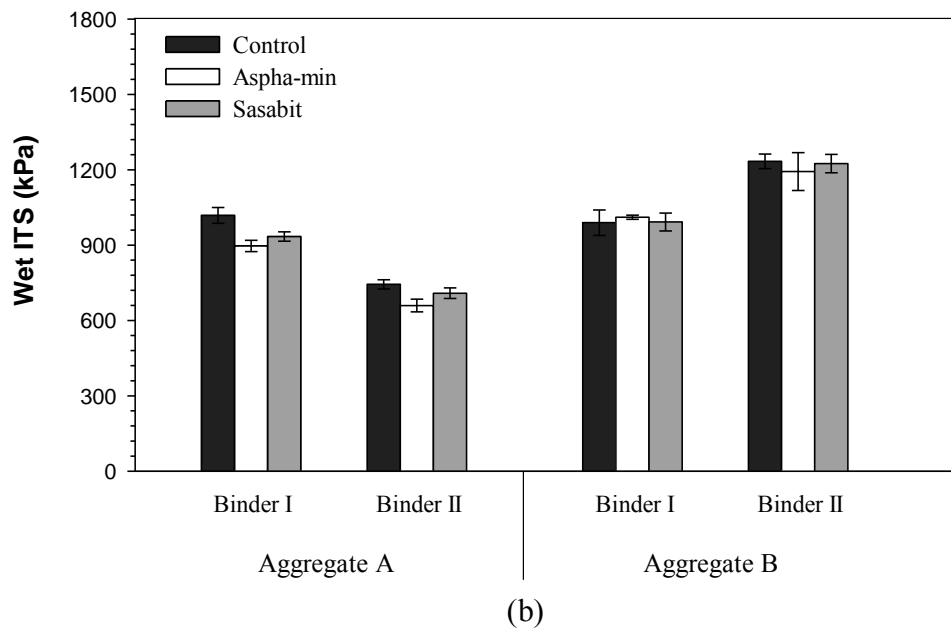 1800
1500
1200
900
600
300
0
Wet ITS (kPa)
Control
Aspha-min
Sasabit
Binder I Binder II Binder I Binder II
Aggregate A Aggregate B
(b)